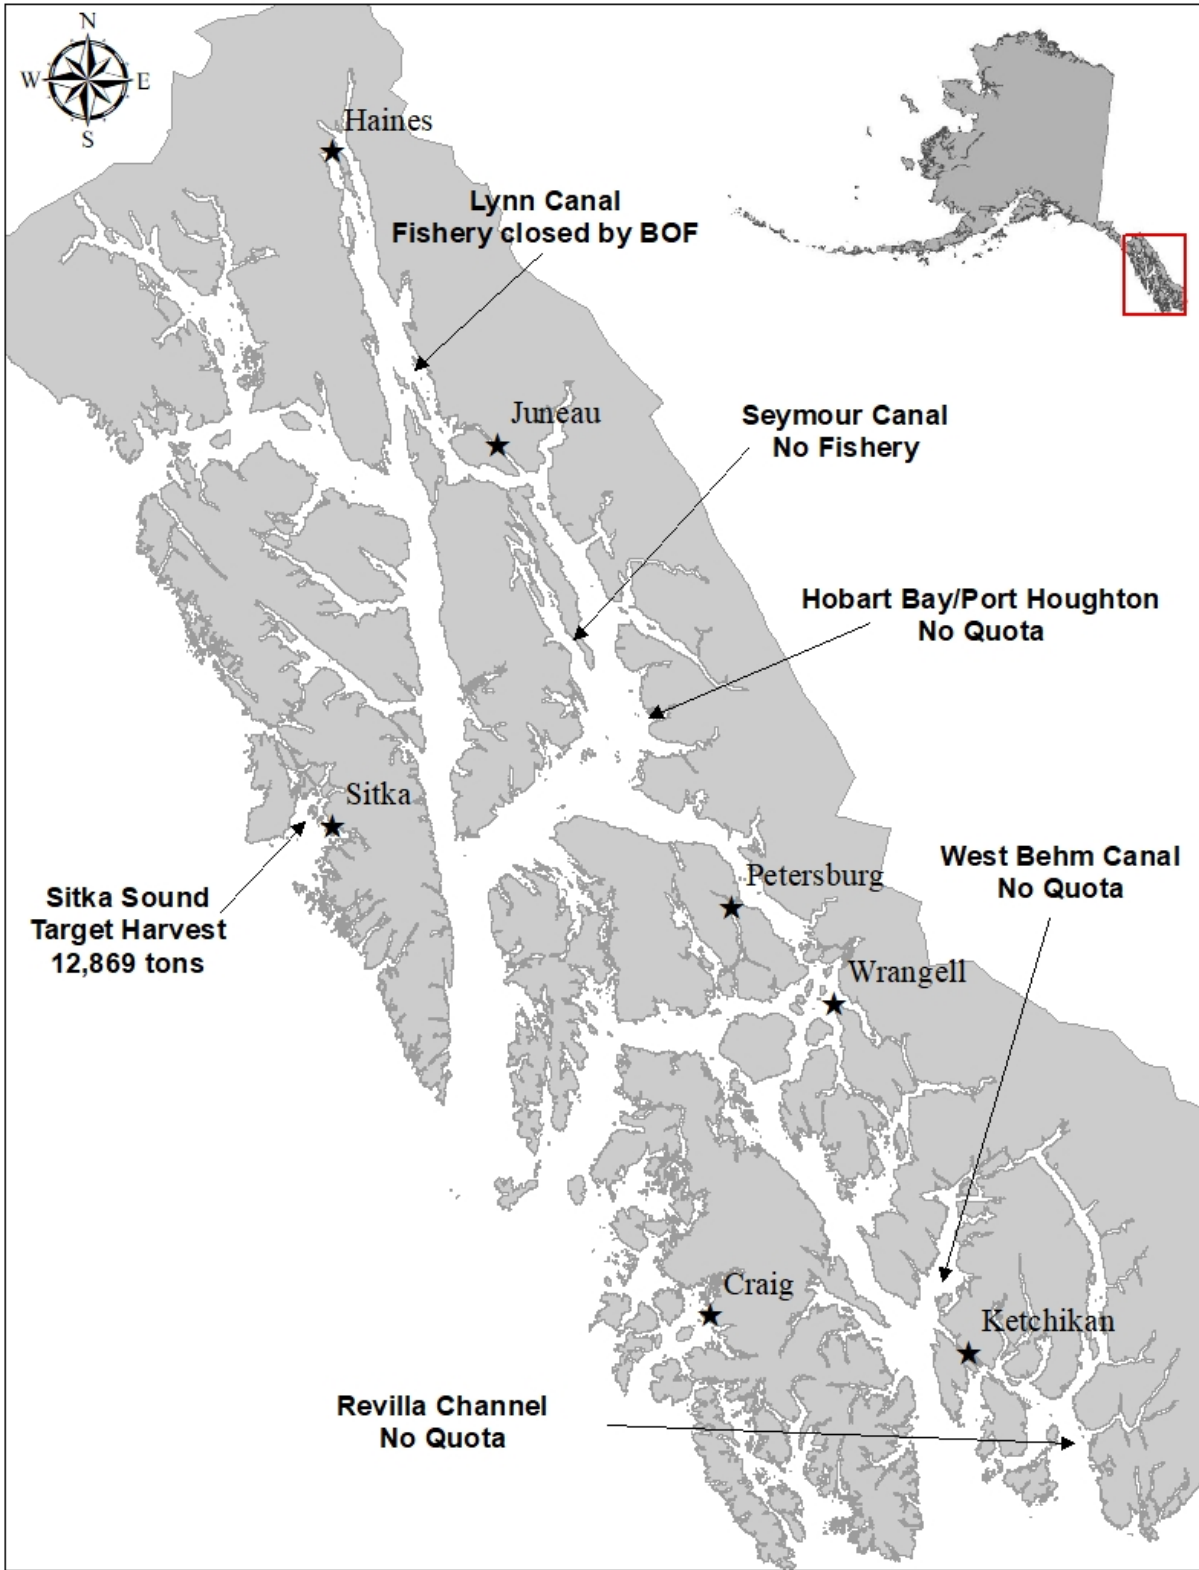 N
W
E
S
Haines
Lynn Canal
Fishery closed by BOF
Juneau
Seymour Canal
No Fishery
Hobart Bay/Port Houghton
No Quota
Sitka
Sitka Sound
Target Harvest
12,869 tons
Petersburg
West Behm Canal
No Quota
Wrangell
Craig
Ketchikan
Revilla Channel
No Quota